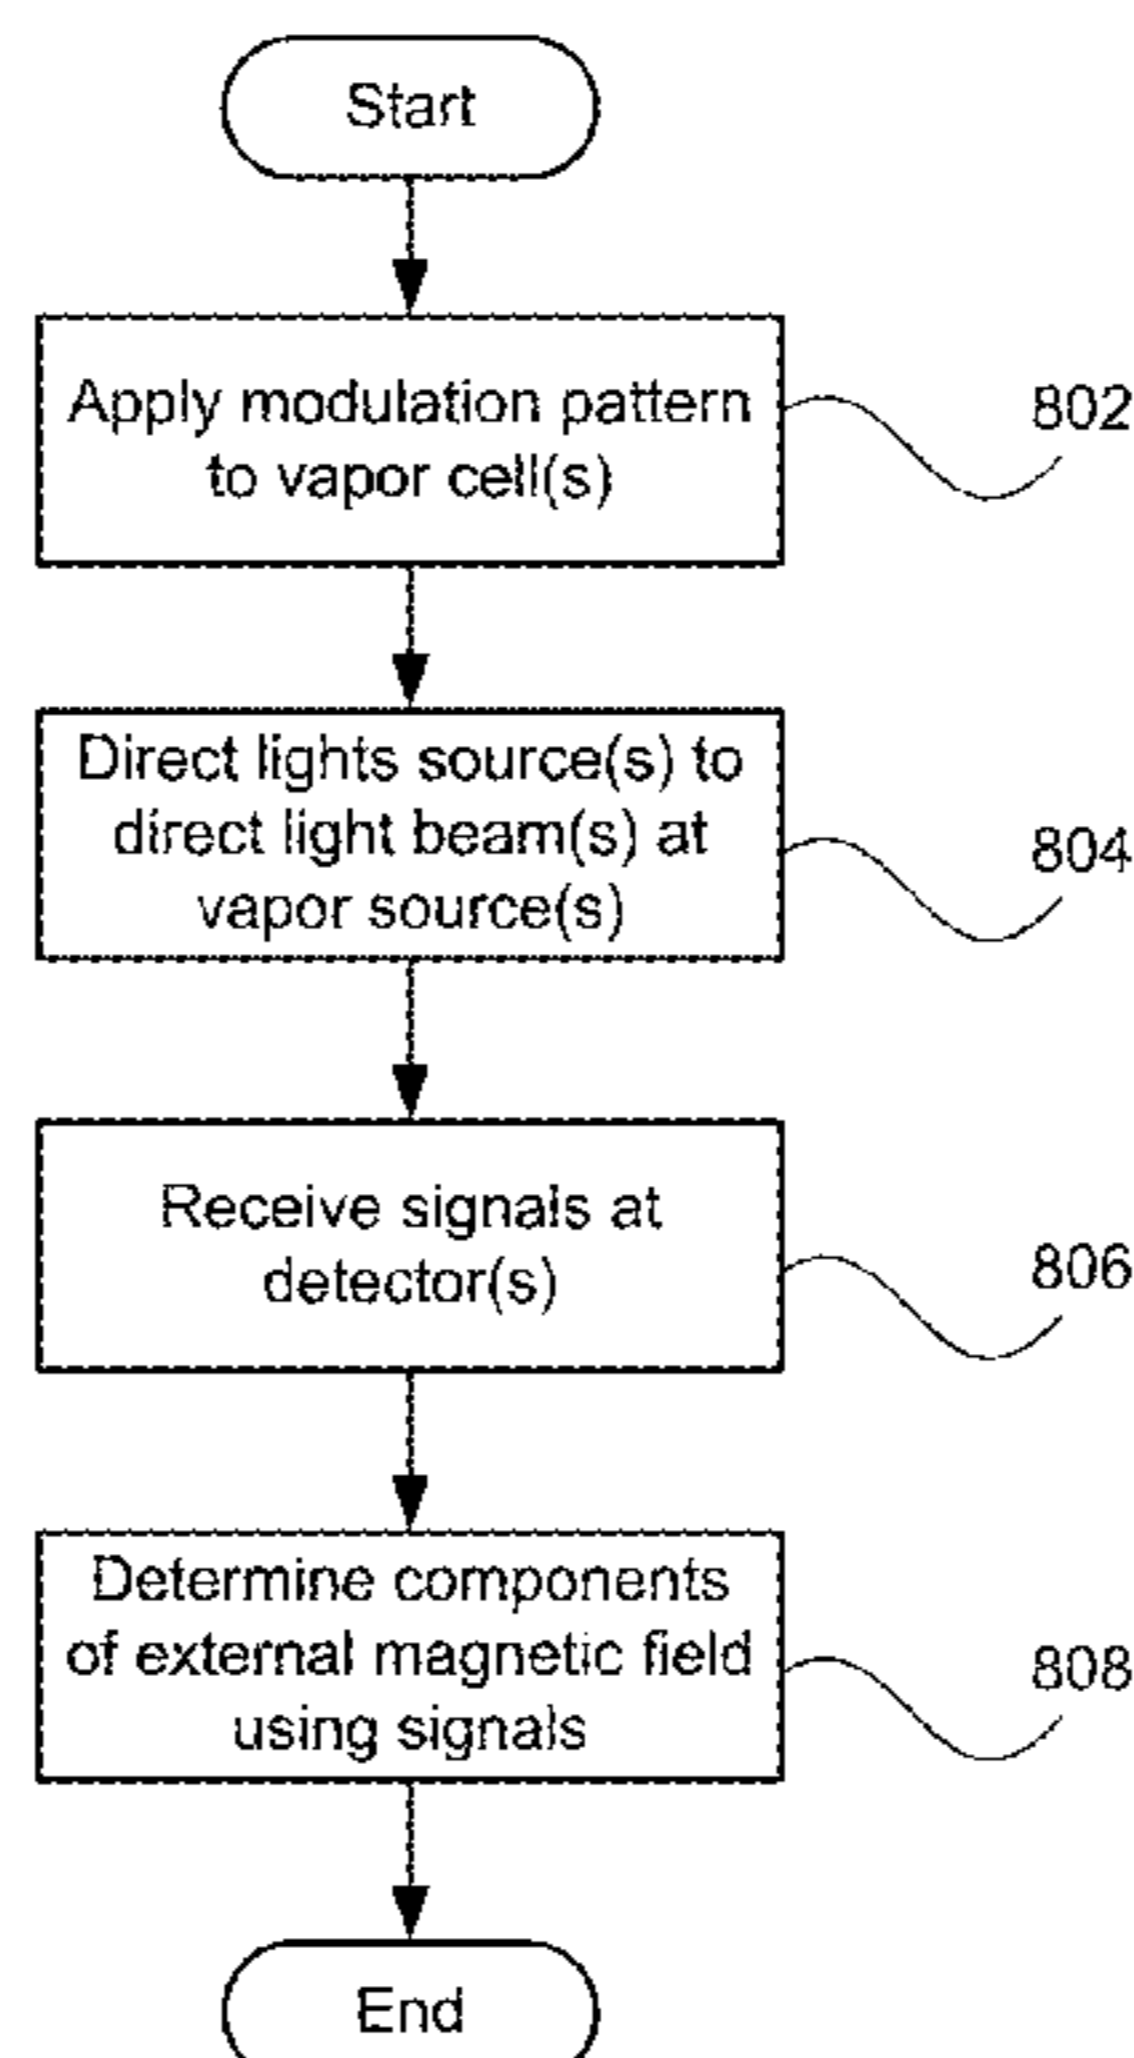 Start
Apply modulation pattern
to vapor cell(s)
802
Direct lights source(s) to
direct light beam(s) at
vapor source(s)
804
Receive signals at
detector(s)
806
Determine components
of external magnetic field
using signals
808
End